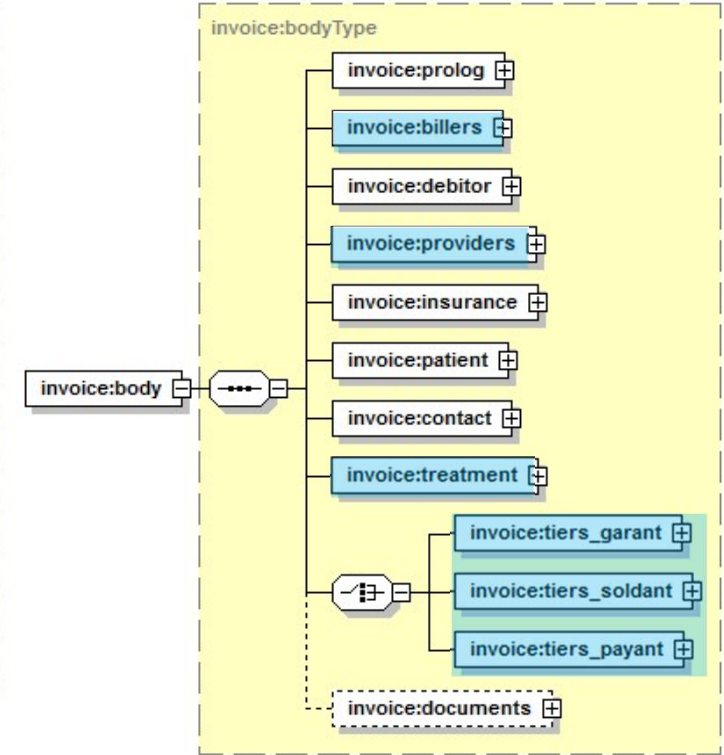 invoice:bodyType
invoice:prolog
invoice:billers
invoice:debitor
invoice:providers
invoice:insurance
invoice:patient
invoice:body
invoice:contact
invoice:treatment
invoice:tiers_garant
invoice:tiers_soldant
invoice:tiers_payant
invoice:documents